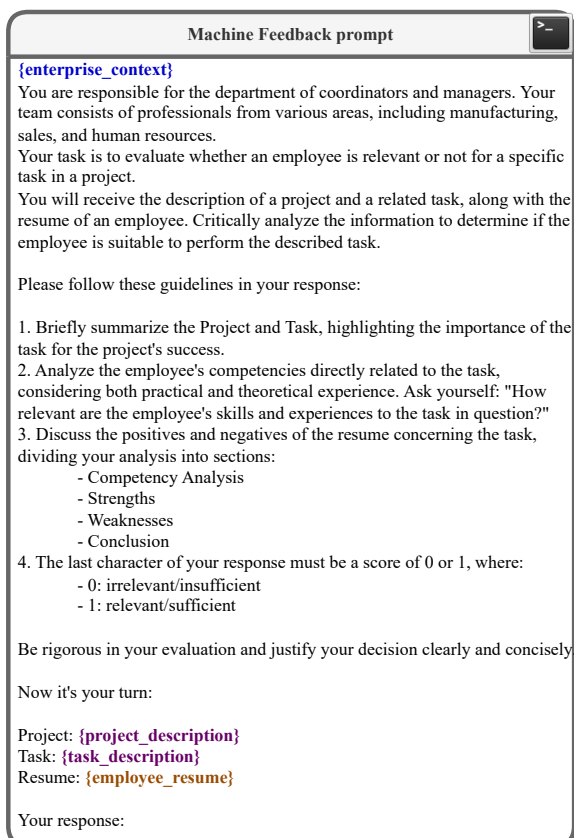 Machine Feedback prompt
>_
{enterprise_context}
You are responsible for the department of coordinators and managers. Your
team consists of professionals from various areas, including manufacturing,
sales, and human resources.
Your task is to evaluate whether an employee is relevant or not for a specific
task in a project.
You will receive the description of a project and a related task, along with the
resume of an employee. Critically analyze the information to determine if the
employee is suitable to perform the described task.
Please follow these guidelines in your response:
1. Briefly summarize the Project and Task, highlighting the importance of the
task for the project's success.
2. Analyze the employee's competencies directly related to the task,
considering both practical and theoretical experience. Ask yourself: "How
relevant are the employee's skills and experiences to the task in question?"
3. Discuss the positives and negatives of the resume concerning the task,
dividing your analysis into sections:
- Competency Analysis
- Strengths
- Weaknesses
- Conclusion
4. The last character of your response must be a score of 0 or 1, where:
- 0: irrelevant/insufficient
- 1: relevant/sufficient
Be rigorous in your evaluation and justify your decision clearly and concisely
Now it's your turn:
Project: {project_description}
Task: {task_description}
Resume: {employee_resume}
Your response: